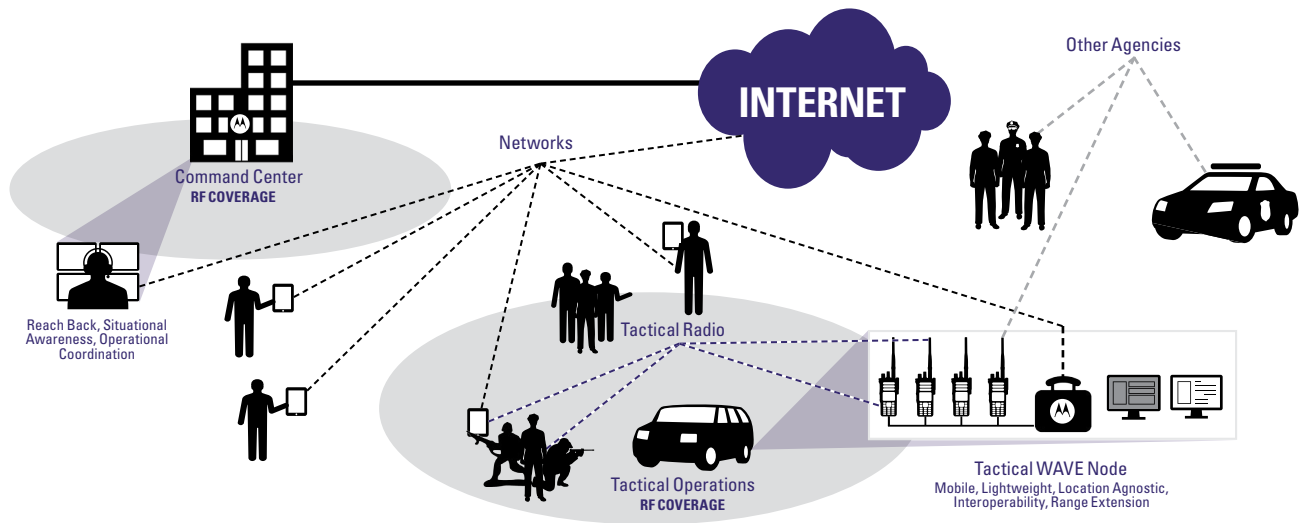 Other Agencies
INTERNET
Networks
Command Center
RF COVERAGE
Reach Back, Situational
Awareness, Operational
Coordination
Tactical Radio
Tactical Operations
RF COVERAGE
Tactical WAVE Node
Mobile, Lightweight, Location Agnostic,
Interoperability, Range Extension